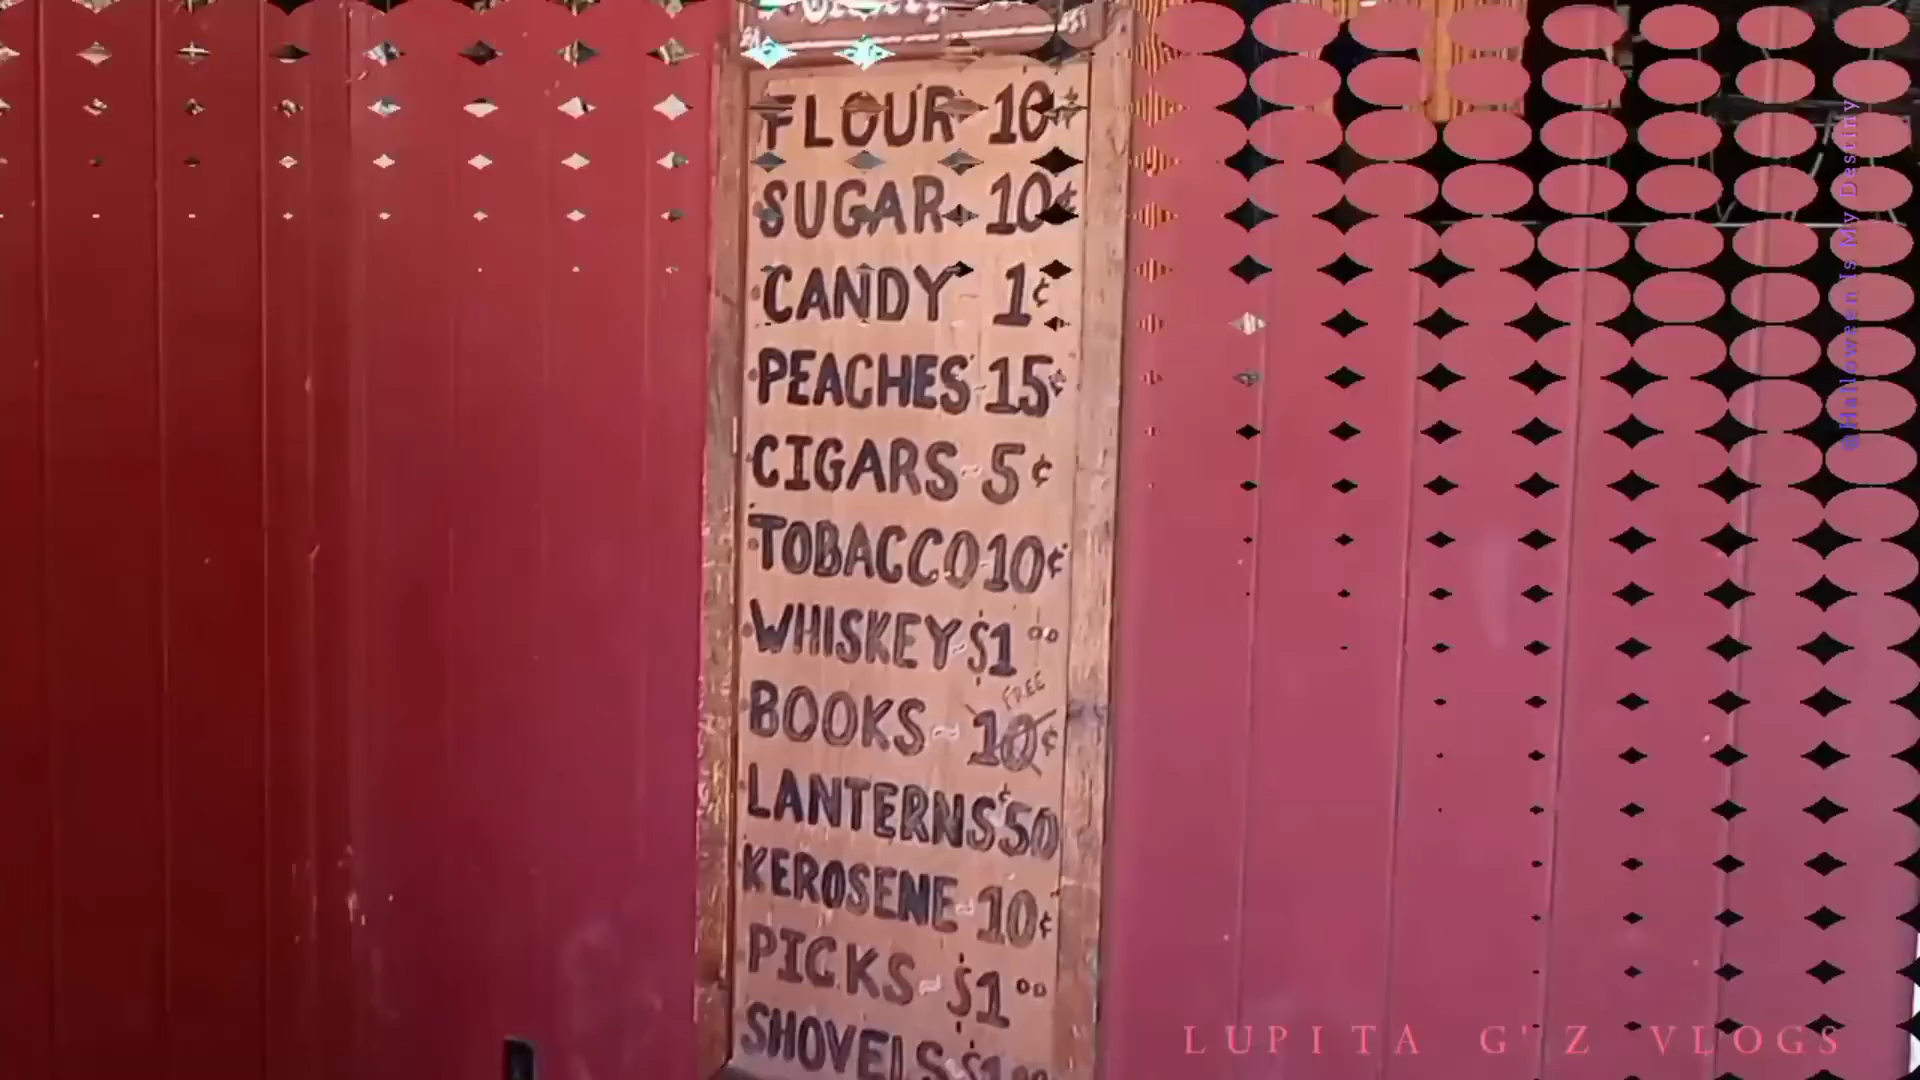 FLOUR 10¢
SUGAR 10¢
CANDY 1¢
PEACHES 15¢
CIGARS 5¢
TOBACCO 10¢
WHISKEY $1.00
FREE
BOOKS ~ 10¢
LANTERNS ¢50
KEROSENE 10¢
PICKS ~ $1.00
SHOVELS $1.00
@Halloween Is My Destiny
LUPITA G'Z VLOGS